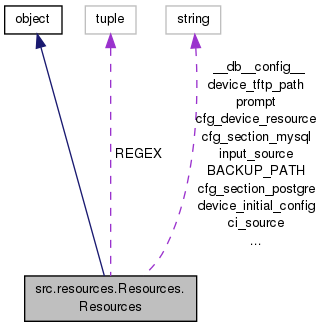 object
tuple
string
__db__config__
device_tftp_path
prompt
cfg_device_resource
cfg_section_mysql
input_source
BACKUP_PATH
cfg_section_postgre
device_initial_config
ci_source
...
REGEX
src.resources.Resources.
Resources